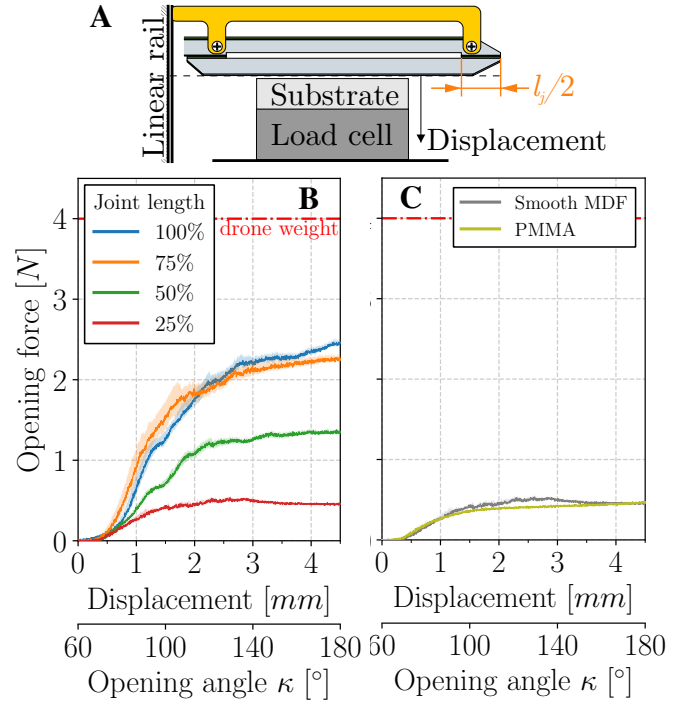 A
Linear rail
Substrate
Load cell
l_j/2
Displacement
B
Joint length
100%
75%
50%
25%
drone weight
Opening force [N]
4
3
2
1
0
0 1 2 3 4
Displacement [mm]
60 100 140 180
Opening angle κ [°]
C
Smooth MDF
PMMA
0 1 2 3 4
Displacement [mm]
60 100 140 180
Opening angle κ [°]